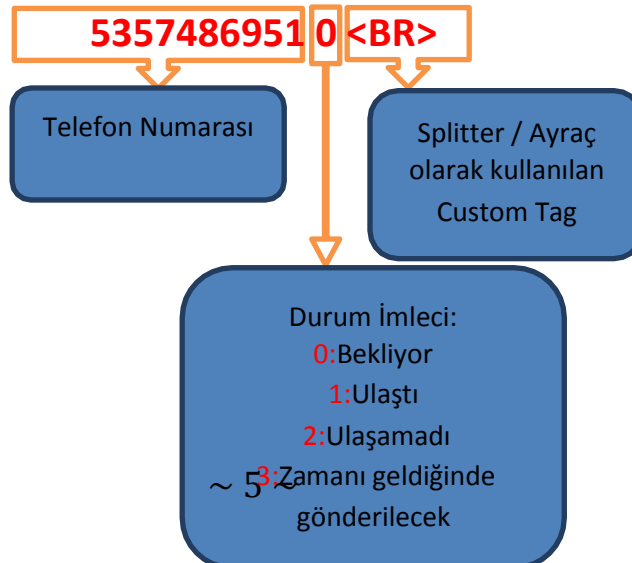 5357486951 0 <BR>
Telefon Numarası
Splitter / Ayraç
olarak kullanılan
Custom Tag
Durum İmleci:
0:Bekliyor
1:Ulaştı
2:Ulaşamadı
3:Zamanı geldiğinde
gönderilecek
~ 5 ~